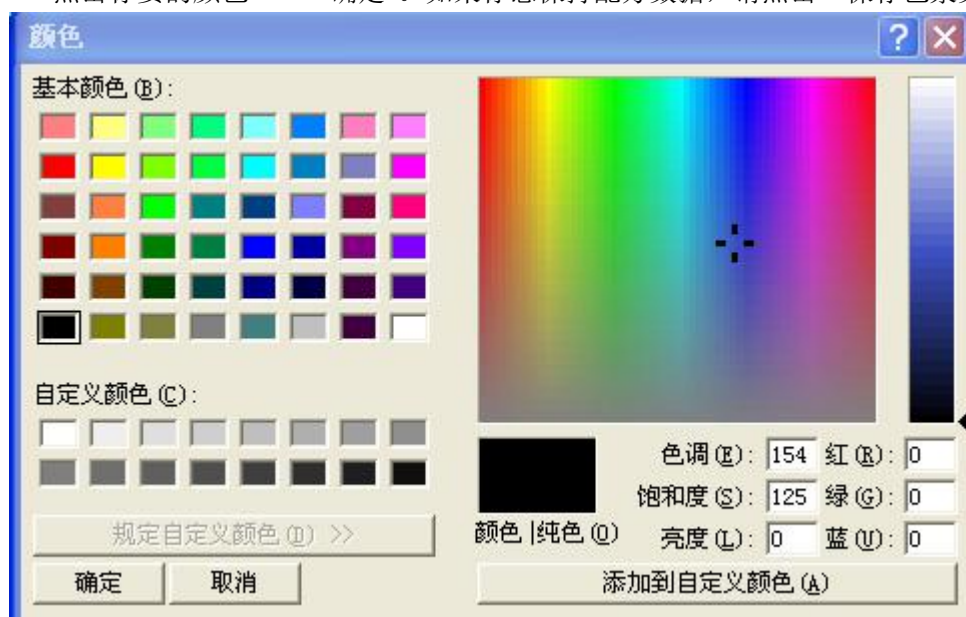 颜色
基本颜色(B):
自定义颜色(C):
规定自定义颜色(D) >>
确定 取消
颜色|纯色(O)
色调(E): 154 红(R): 0
饱和度(S): 125 绿(G): 0
亮度(L): 0 蓝(U): 0
添加到自定义颜色(A)